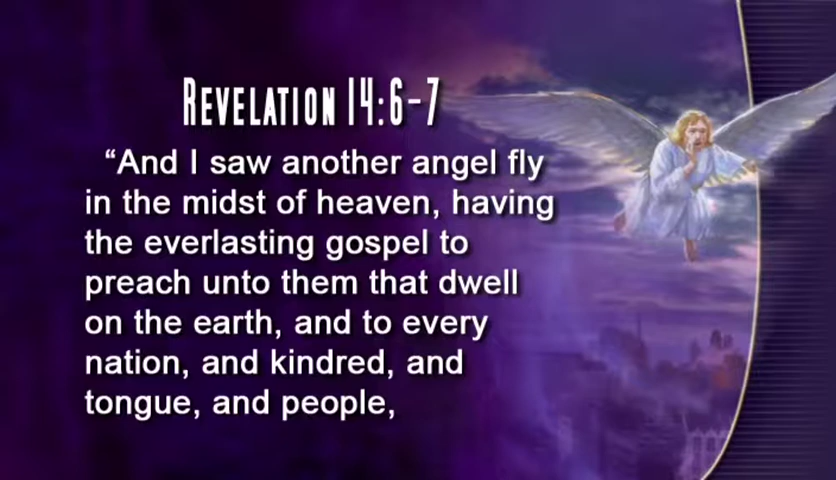 Revelation 14:6-7
“And I saw another angel fly
in the midst of heaven, having
the everlasting gospel to
preach unto them that dwell
on the earth, and to every
nation, and kindred, and
tongue, and people,